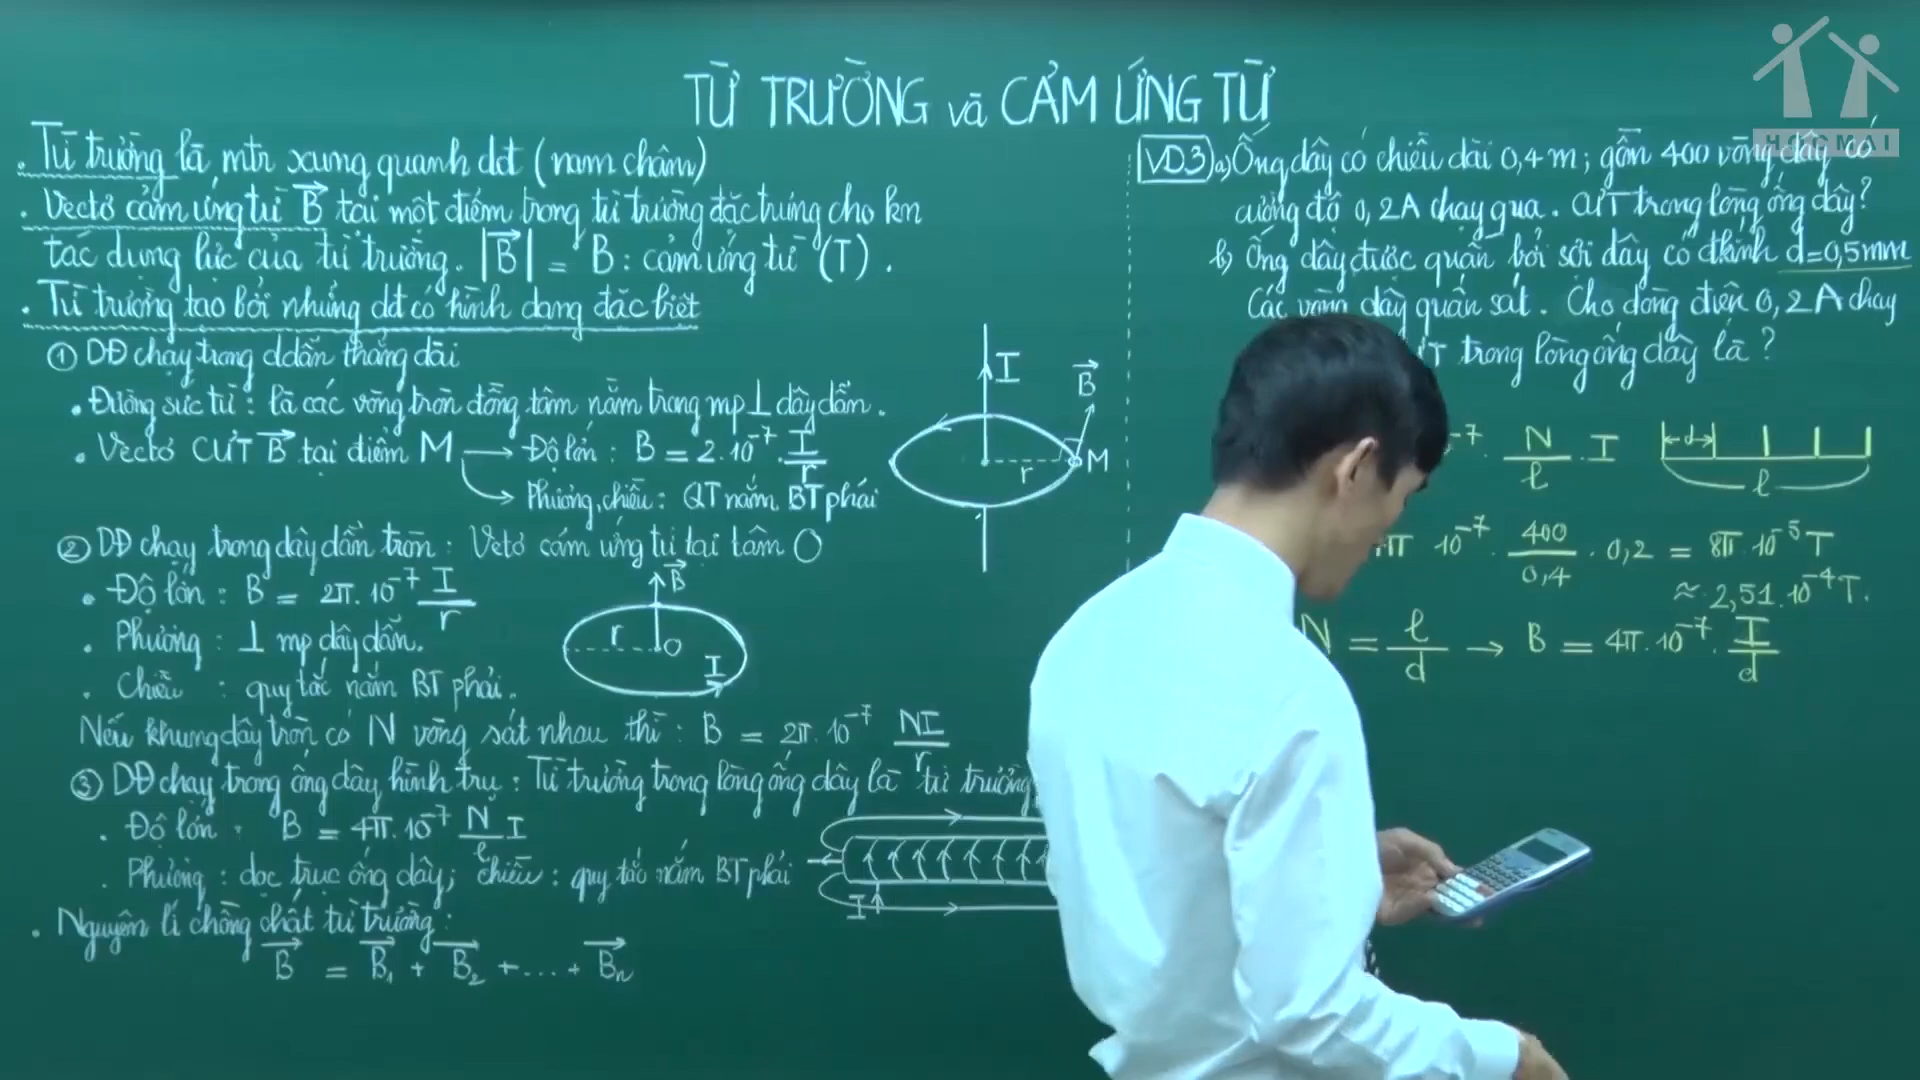 TỪ TRƯỜNG và CẢM ỨNG TỪ
. Từ trường là mtr xung quanh dđ (nam châm)
. Vectơ cảm ứng từ B tại một điểm trong từ trường đặc trưng cho kn
tác dụng lực của từ trường. |B| = B : cảm ứng từ (T).
. Từ trường tạo bởi những dđ có hình dạng đặc biệt
① DĐ chạy trong ddẫn thẳng dài
. Đường sức từ : là các vòng tròn đồng tâm nằm trong mp ⊥ dây dẫn.
. Vectơ CƯT B tại điểm M → Độ lớn : B = 2.10⁻⁷. I/r
→ Phương, chiều : QT nắm BT phải
I
B
r
M
② DĐ chạy trong dây dẫn tròn : Vetơ cảm ứng từ tại tâm O
. Độ lớn : B = 2π.10⁻⁷ I/r
. Phương : ⊥ mp dây dẫn.
. Chiều : quy tắc nắm BT phải.
B
r
O
I
Nếu khung dây tròn có N vòng sát nhau thì : B = 2π.10⁻⁷ NI/r
③ DĐ chạy trong ống dây hình trụ : Từ trường trong lòng ống dây là từ trường
. Độ lớn : B = 4π.10⁻⁷ N/l I
. Phương : dọc trục ống dây; chiều : quy tắc nắm BT phải
I
. Nguyên lí chồng chất từ trường :
B = B₁ + B₂ + .... + Bₙ
VD3 a) Ống dây có chiều dài 0,4 m; gồm 400 vòng dây có
cường độ 0,2A chạy qua. CƯT trong lòng ống dây?
b) Ống dây được quấn bởi sợi dây có đkính d=0,5mm
Các vòng dây quấn sát. Cho dòng điện 0,2A chạy
T trong lòng ống dây là ?
⁻⁷. N/l . I
d
l
π 10⁻⁷. 400/0,4 . 0,2 = 8π.10⁻⁵ T
≈ 2,51.10⁻⁴ T.
N = l/d → B = 4π.10⁻⁷. I/d
HOCMAI